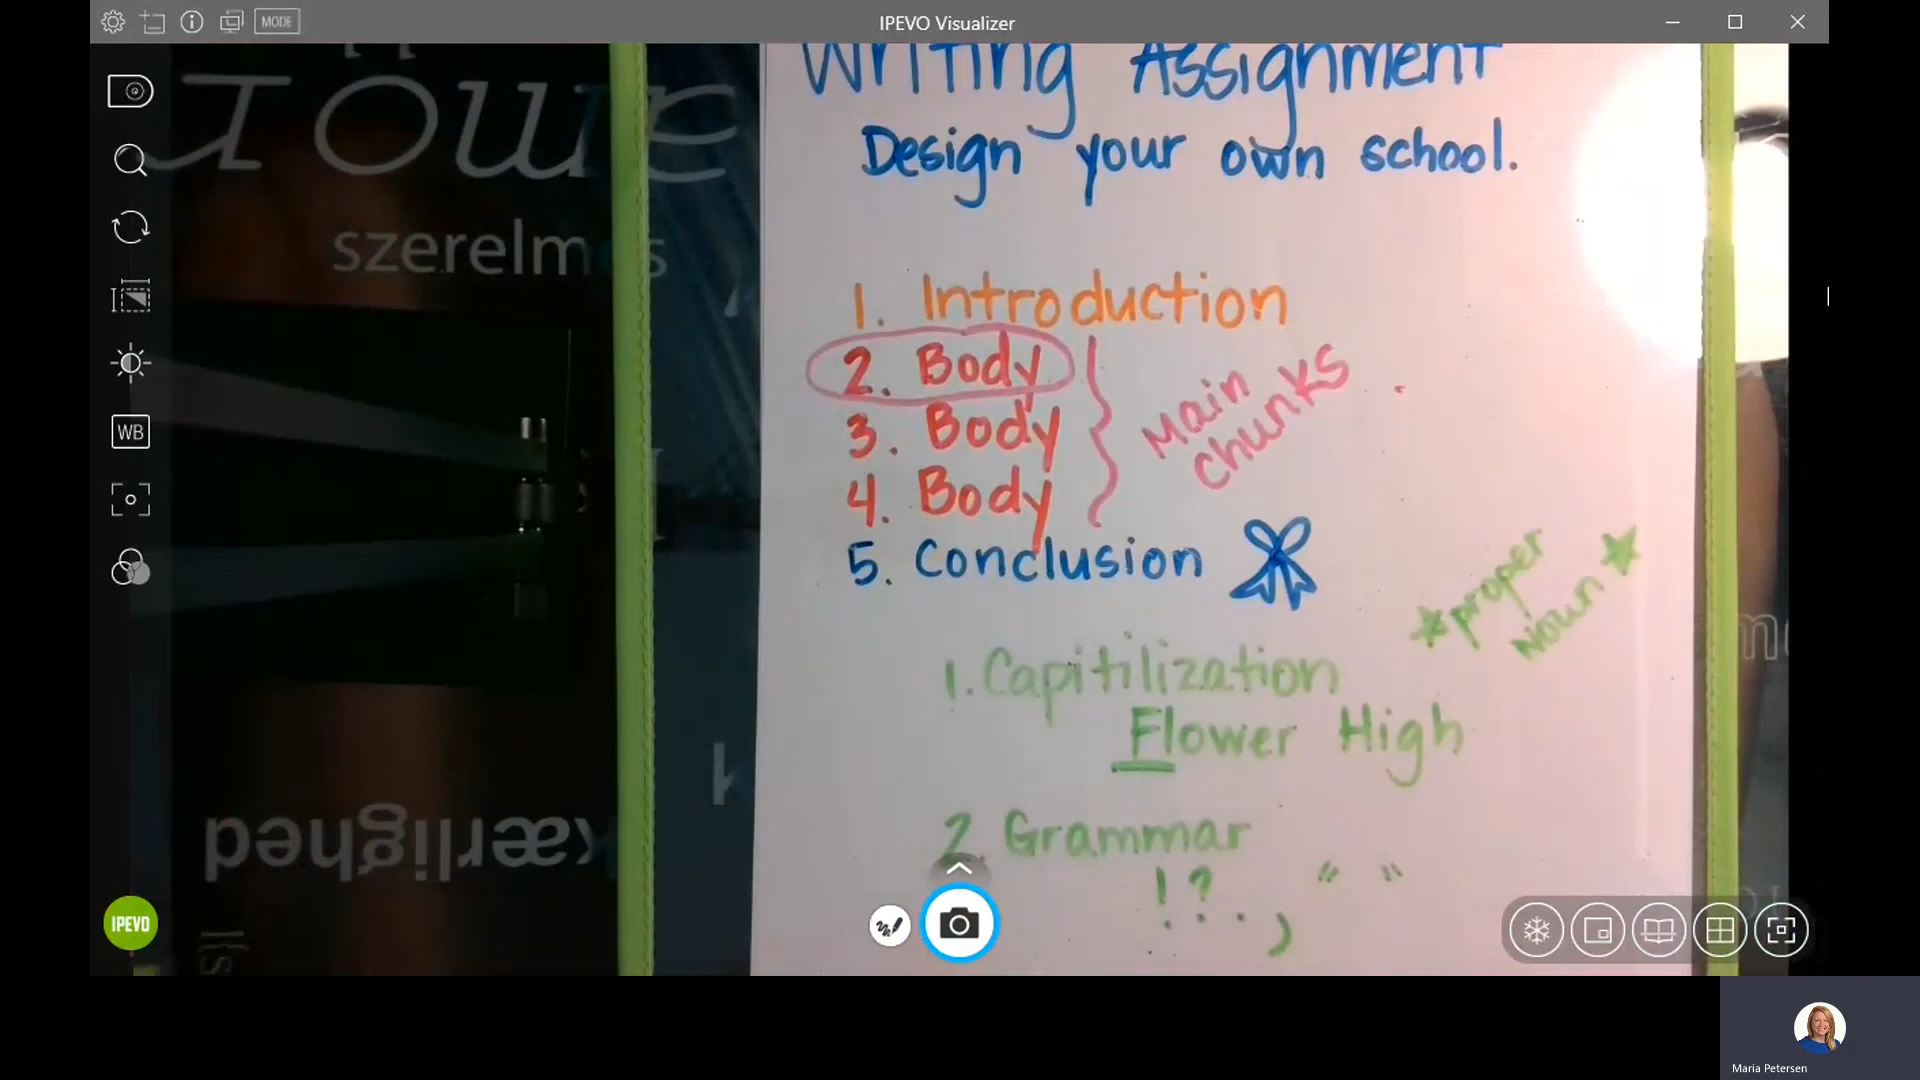 MODE
IPEVO Visualizer
Writing Assignment
Design your own school.
szerelmes
1. Introduction
2. Body
3. Body
4. Body
Main
chunks
5. Conclusion
WB
proper
Noun
1. Capitilization
Flower High
2. Grammar
! ? . , " "
kærlighed
IPEVO
Maria Petersen